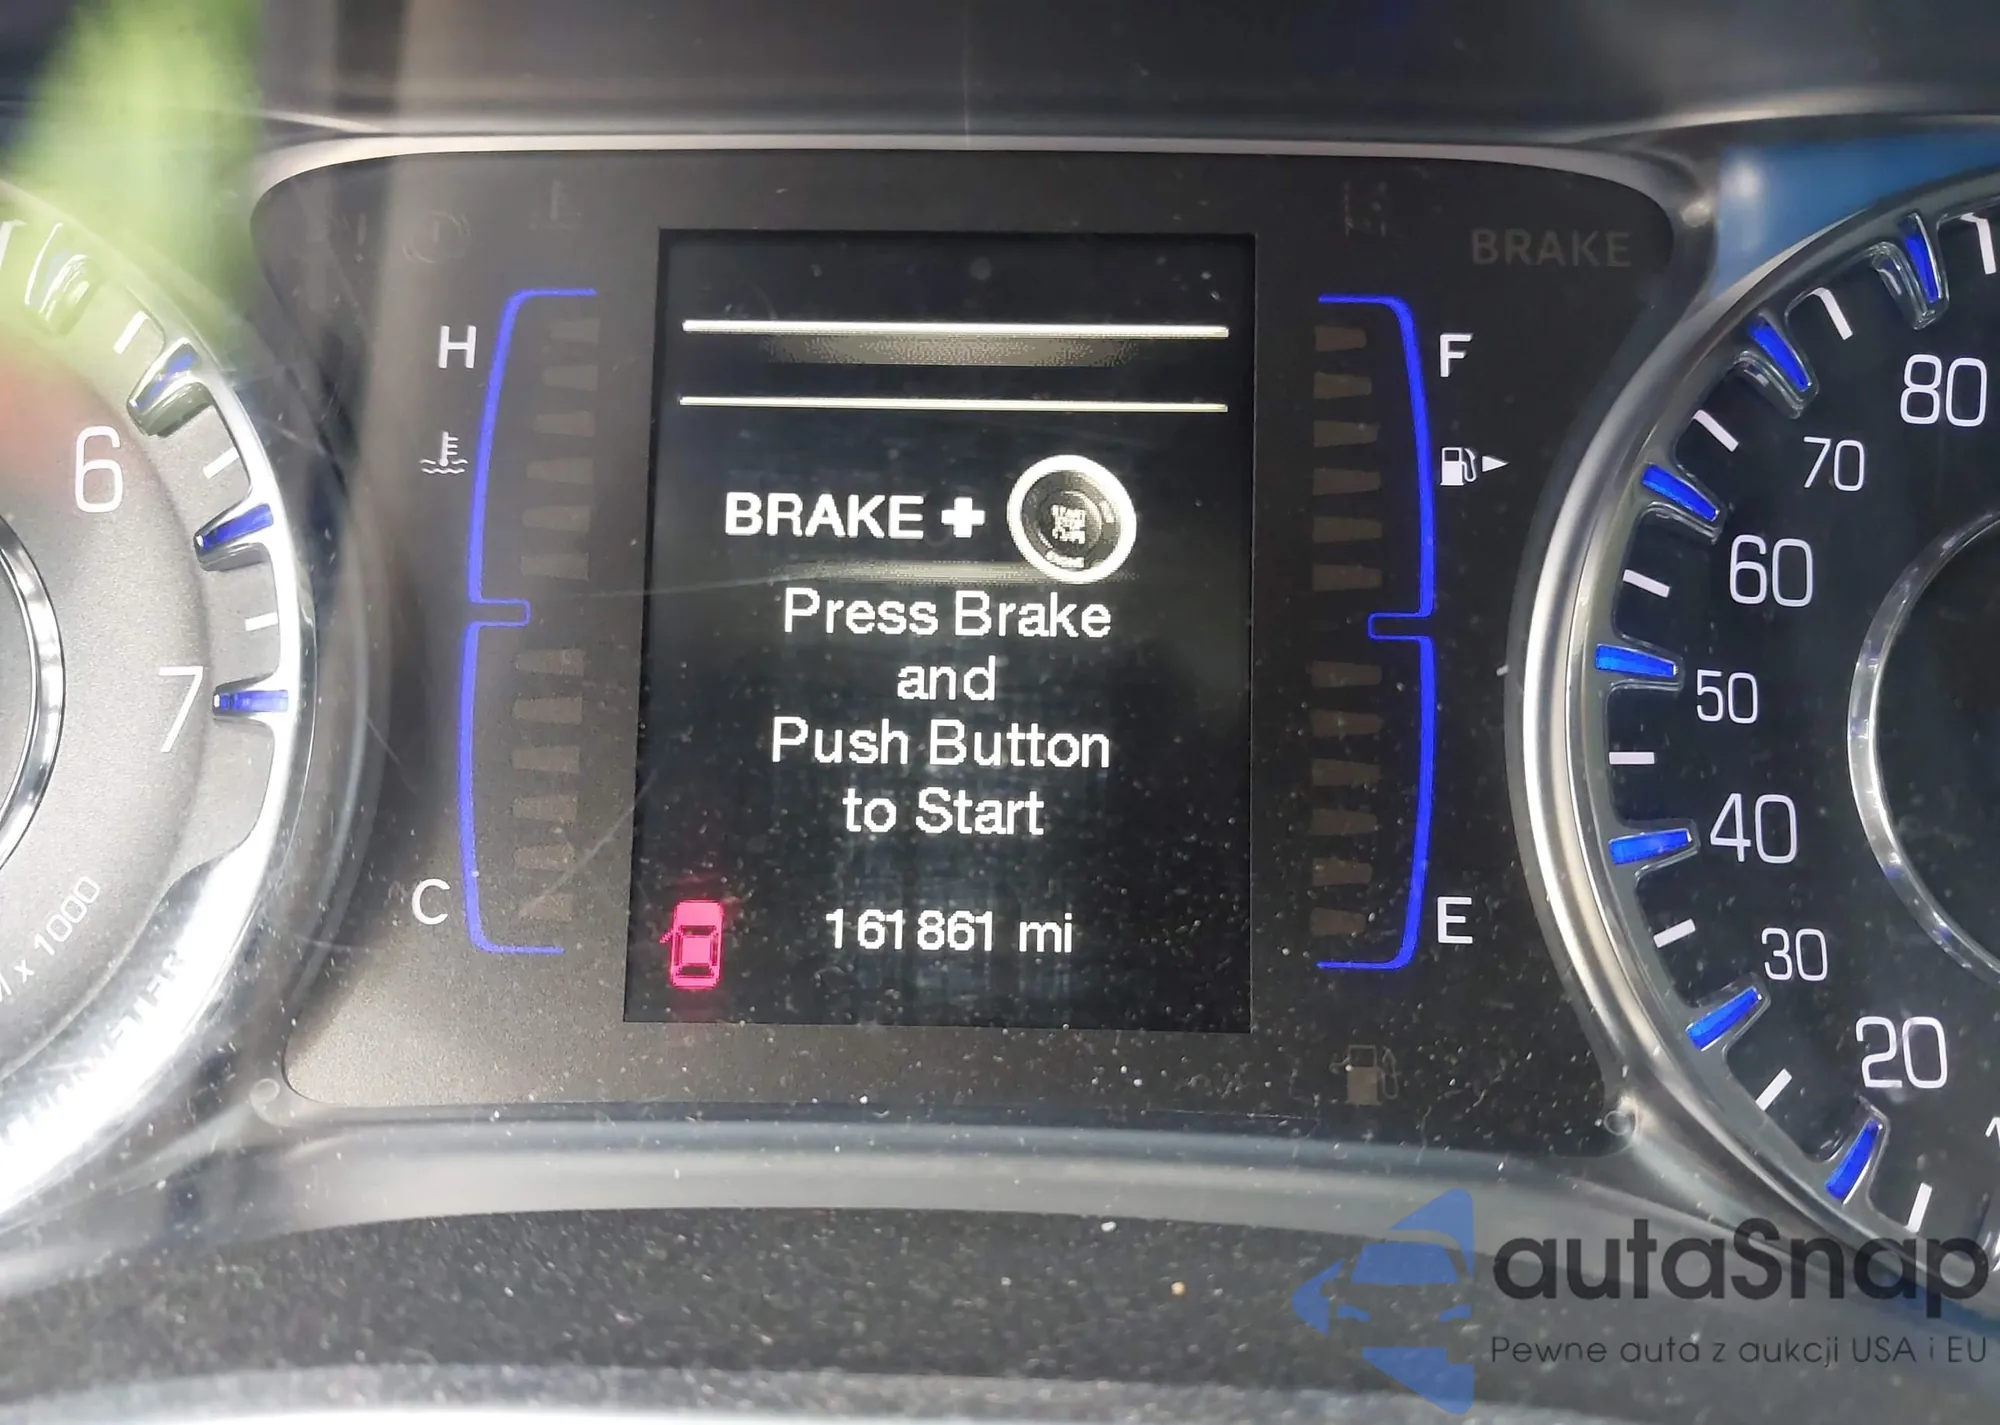 BRAKE
H
F
80
70
6
BRAKE +
60
Press Brake
and
50
7
Push Button
to Start
40
C
161861 mi
E
30
x 1000
20
autaSnap
Pewne auta z aukcji USA i EU